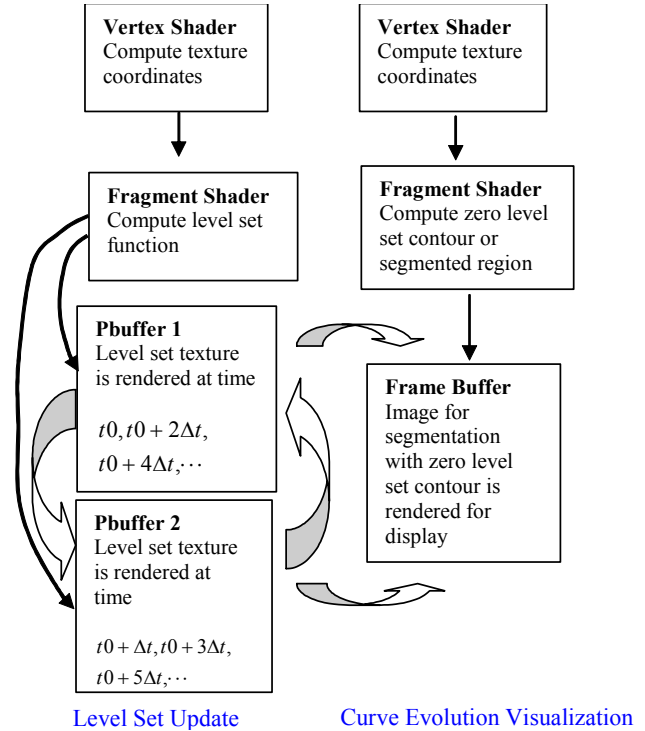 Vertex Shader
Compute texture
coordinates
Fragment Shader
Compute level set
function
Pbuffer 1
Level set texture
is rendered at time
t0, t0 + 2Δt,
t0 + 4Δt,⋯
Pbuffer 2
Level set texture
is rendered at
time
t0 + Δt, t0 + 3Δt,
t0 + 5Δt,⋯
Level Set Update
Vertex Shader
Compute texture
coordinates
Fragment Shader
Compute zero level
set contour or
segmented region
Frame Buffer
Image for
segmentation
with zero level
set contour is
rendered for
display
Curve Evolution Visualization